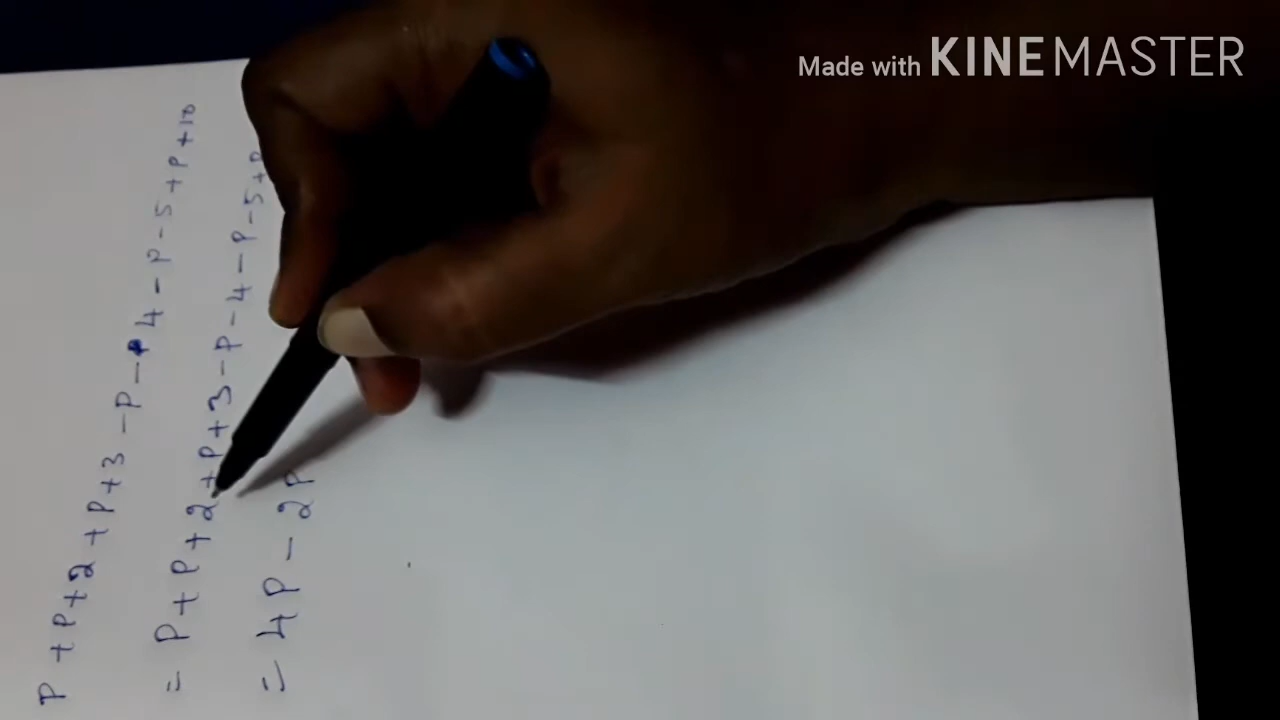 Made with KINEMASTER
P + P + 2 + P + 3 - P - 4 - P - 5 + P + 10
= P + P + 2 + P + 3 - P - 4 - P - 5 + P
= 4P - 2P